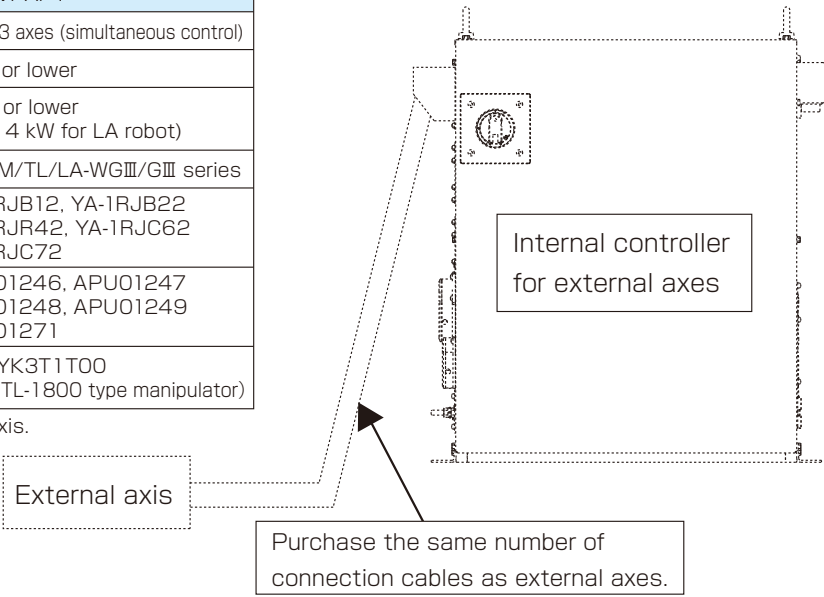 3 axes (simultaneous control)
or lower
or lower
4 kW for LA robot)
M/TL/LA-WGⅢ/GⅢ series
RJB12, YA-1RJB22
RJR42, YA-1RJC62
RJC72
01246, APU01247
01248, APU01249
01271
YK3T1T00
TL-1800 type manipulator)
xis.
Internal controller
for external axes
External axis
Purchase the same number of
connection cables as external axes.